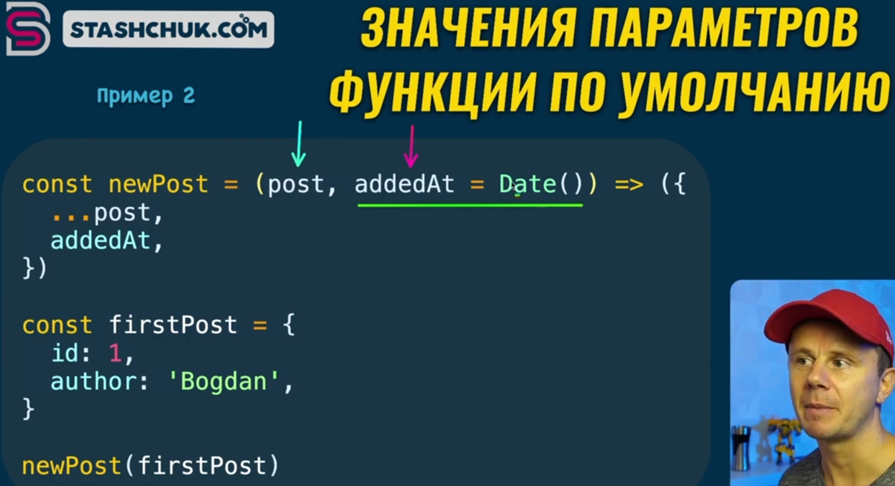 STASHCHUK.COM
ЗНАЧЕНИЯ ПАРАМЕТРОВ
ФУНКЦИИ ПО УМОЛЧАНИЮ
Пример 2
const newPost = (post, addedAt = Date()) => ({
  ...post,
  addedAt,
})
const firstPost = {
  id: 1,
  author: 'Bogdan',
}
newPost(firstPost)